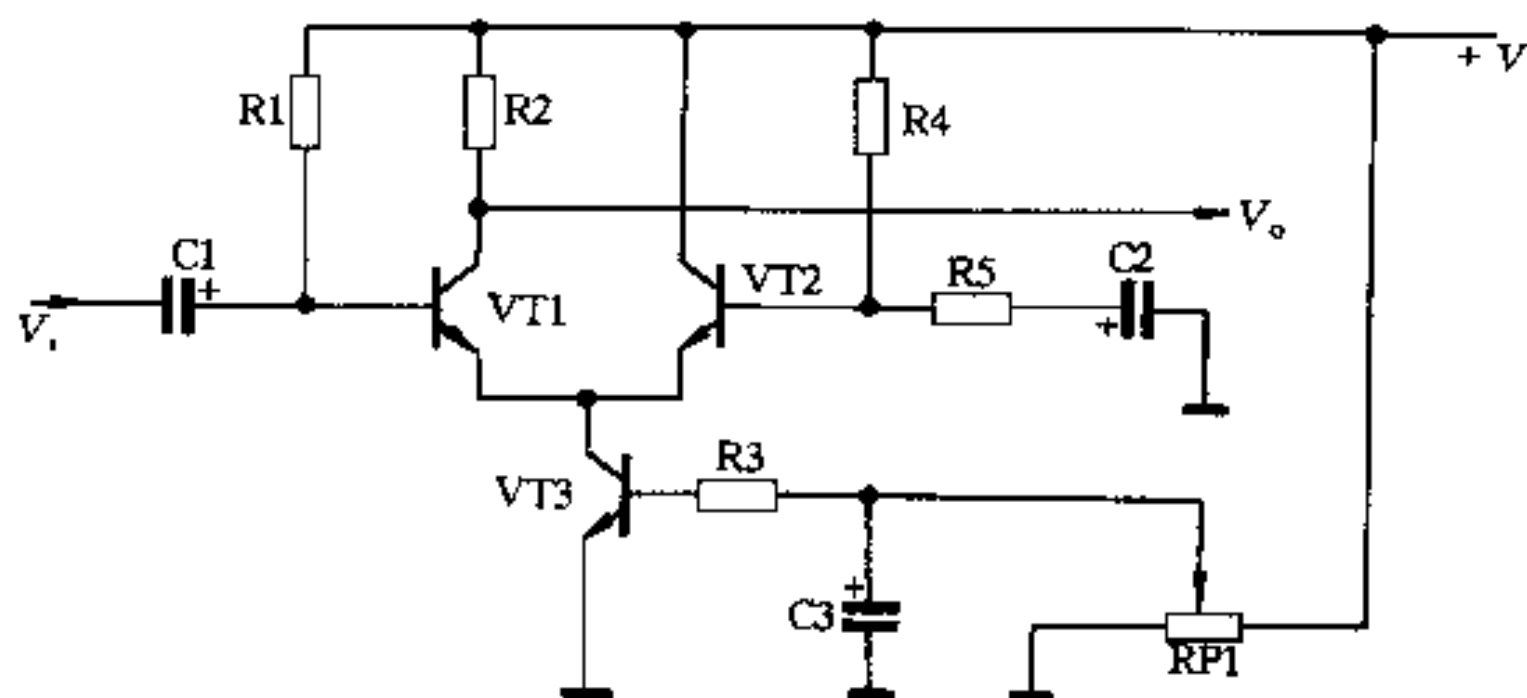 + V
R1
R2
R4
Vo
C1
+
VT1
VT2
R5
C2
+
Vi
R3
VT3
+
C3
RP1